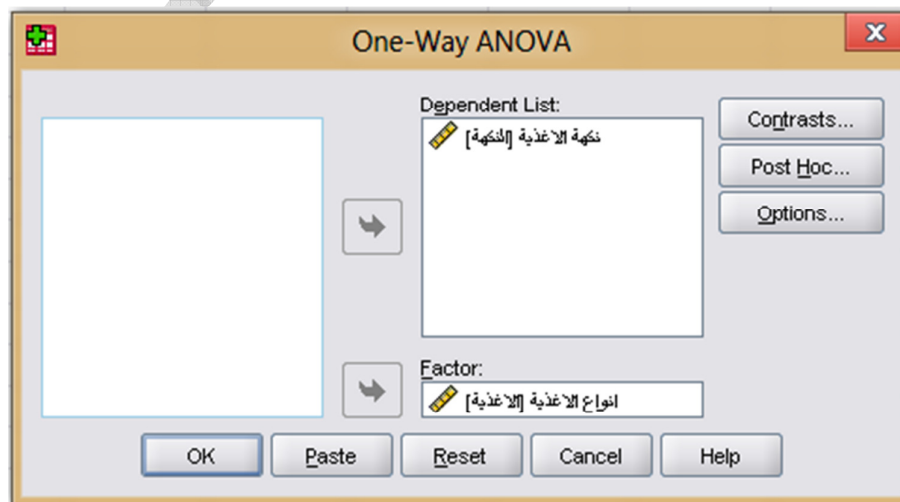 One-Way ANOVA
Dependent List:
نكهة الاغذية [النكهة]
Contrasts...
Post Hoc...
Options...
Factor:
انواع الاغذية [الاغذية]
OK
Paste
Reset
Cancel
Help